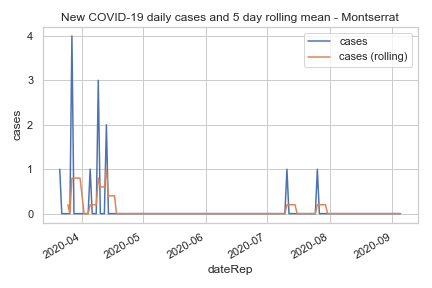 New COVID-19 daily cases and 5 day rolling mean - Montserrat
cases
cases (rolling)
4
3
2
1
0
cases
2020-04
2020-05
2020-06
2020-07
2020-08
2020-09
dateRep